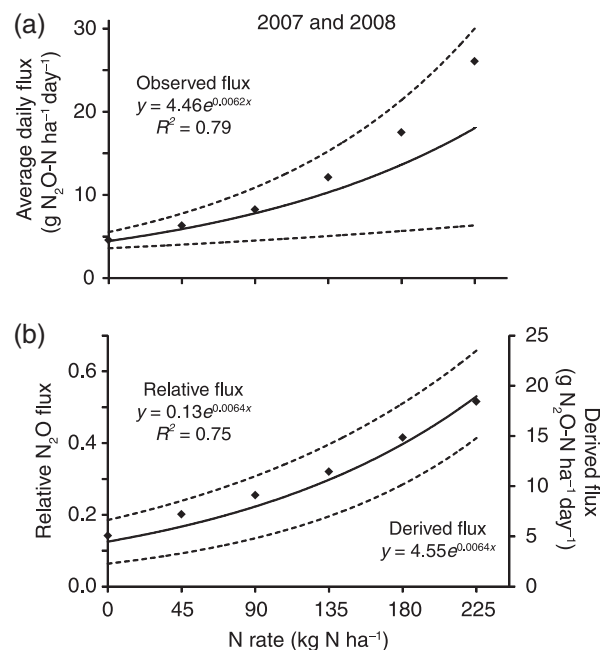 (a)
2007 and 2008
30
20
10
0
Average daily flux
(g N₂O-N ha⁻¹ day⁻¹)
Observed flux
y = 4.46e⁰·⁰⁰⁶²ˣ
R² = 0.79
(b)
0.6
0.4
0.2
0.0
Relative N₂O flux
Relative flux
y = 0.13e⁰·⁰⁰⁶⁴ˣ
R² = 0.75
Derived flux
y = 4.55e⁰·⁰⁰⁶⁴ˣ
25
20
15
10
5
0
Derived flux
(g N₂O-N ha⁻¹ day⁻¹)
0 45 90 135 180 225
N rate (kg N ha⁻¹)